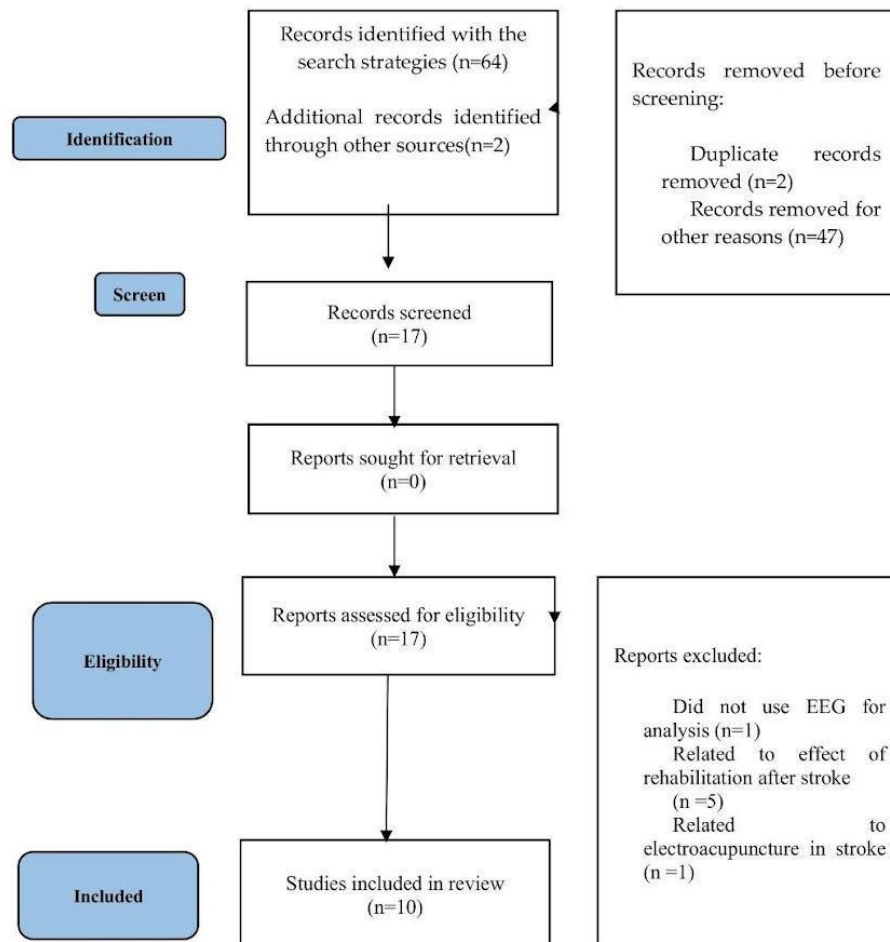 Records identified with the
search strategies (n=64)
Additional records identified
through other sources(n=2)
Records removed before
screening:
Duplicate records
removed (n=2)
Records removed for
other reasons (n=47)
Identification
Screen
Records screened
(n=17)
Reports sought for retrieval
(n=0)
Reports assessed for eligibility
(n=17)
Eligibility
Reports excluded:
Did not use EEG for
analysis (n=1)
Related to effect of
rehabilitation after stroke
(n =5)
Related to
electroacupuncture in stroke
(n =1)
Included
Studies included in review
(n=10)